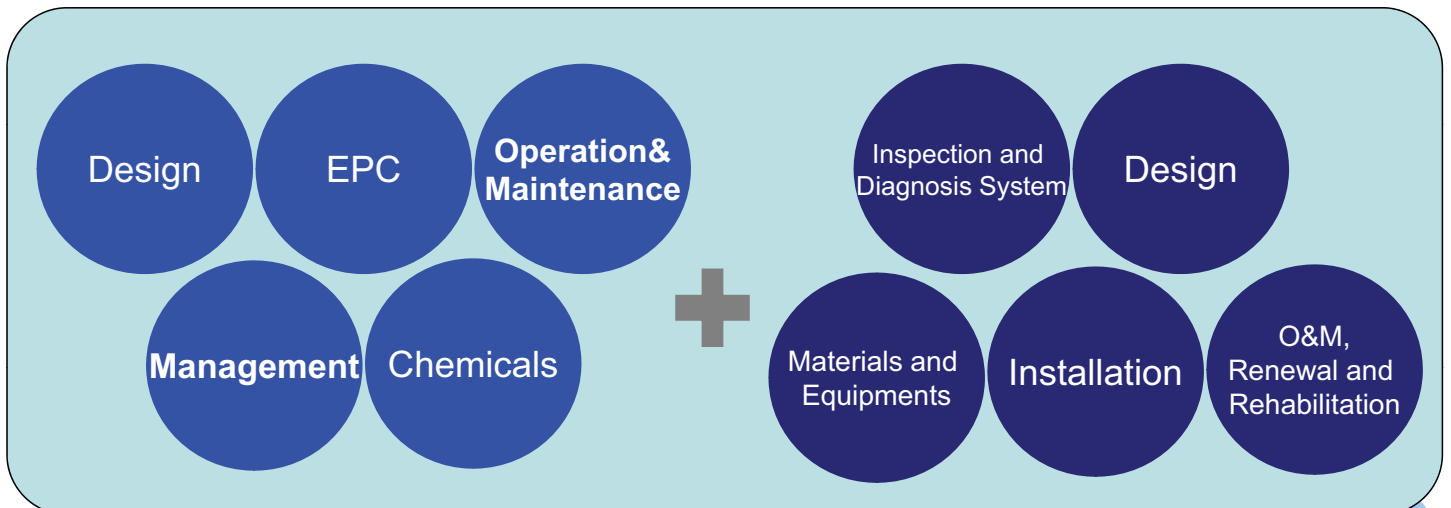 Design
EPC
Operation&
Maintenance
Management
Chemicals
Inspection and
Diagnosis System
Design
Materials and
Equipments
Installation
O&M,
Renewal and
Rehabilitation